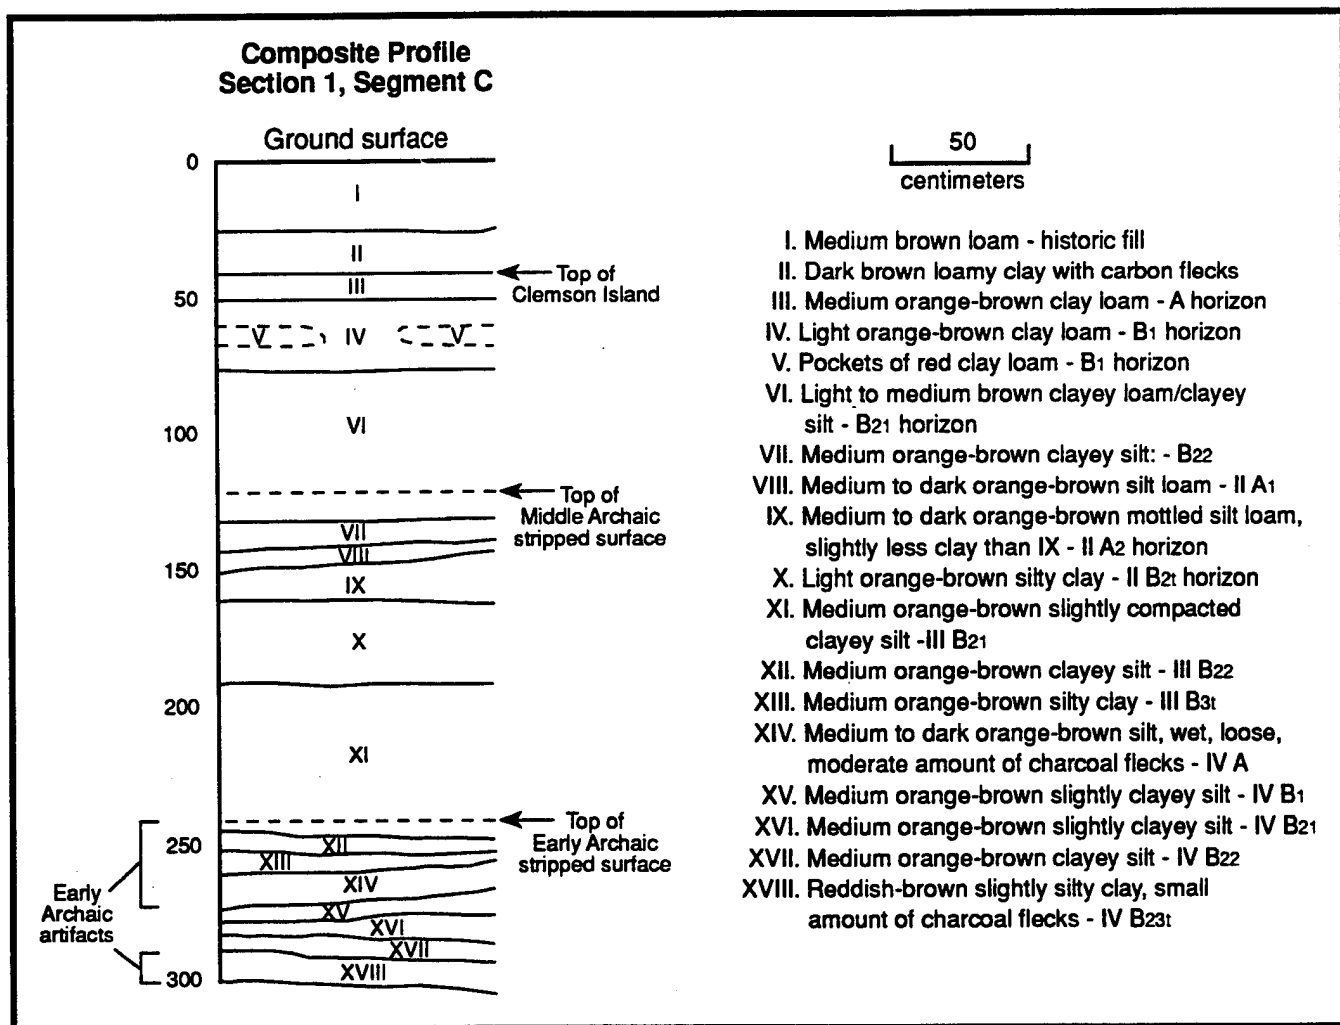 Composite Profile
Section 1, Segment C
Ground surface
0
50
100
150
200
250
300
I
II
III
V
IV
V
VI
VII
VIII
IX
X
XI
XII
XIII
XIV
XV
XVI
XVII
XVIII
Top of
Clemson Island
Top of
Middle Archaic
stripped surface
Top of
Early Archaic
stripped surface
Early
Archaic
artifacts
50
centimeters
I. Medium brown loam - historic fill
II. Dark brown loamy clay with carbon flecks
III. Medium orange-brown clay loam - A horizon
IV. Light orange-brown clay loam - B1 horizon
V. Pockets of red clay loam - B1 horizon
VI. Light to medium brown clayey loam/clayey
silt - B21 horizon
VII. Medium orange-brown clayey silt: - B22
VIII. Medium to dark orange-brown silt loam - II A1
IX. Medium to dark orange-brown mottled silt loam,
slightly less clay than IX - II A2 horizon
X. Light orange-brown silty clay - II B2t horizon
XI. Medium orange-brown slightly compacted
clayey silt -III B21
XII. Medium orange-brown clayey silt - III B22
XIII. Medium orange-brown silty clay - III B3t
XIV. Medium to dark orange-brown silt, wet, loose,
moderate amount of charcoal flecks - IV A
XV. Medium orange-brown slightly clayey silt - IV B1
XVI. Medium orange-brown slightly clayey silt - IV B21
XVII. Medium orange-brown clayey silt - IV B22
XVIII. Reddish-brown slightly silty clay, small
amount of charcoal flecks - IV B23t